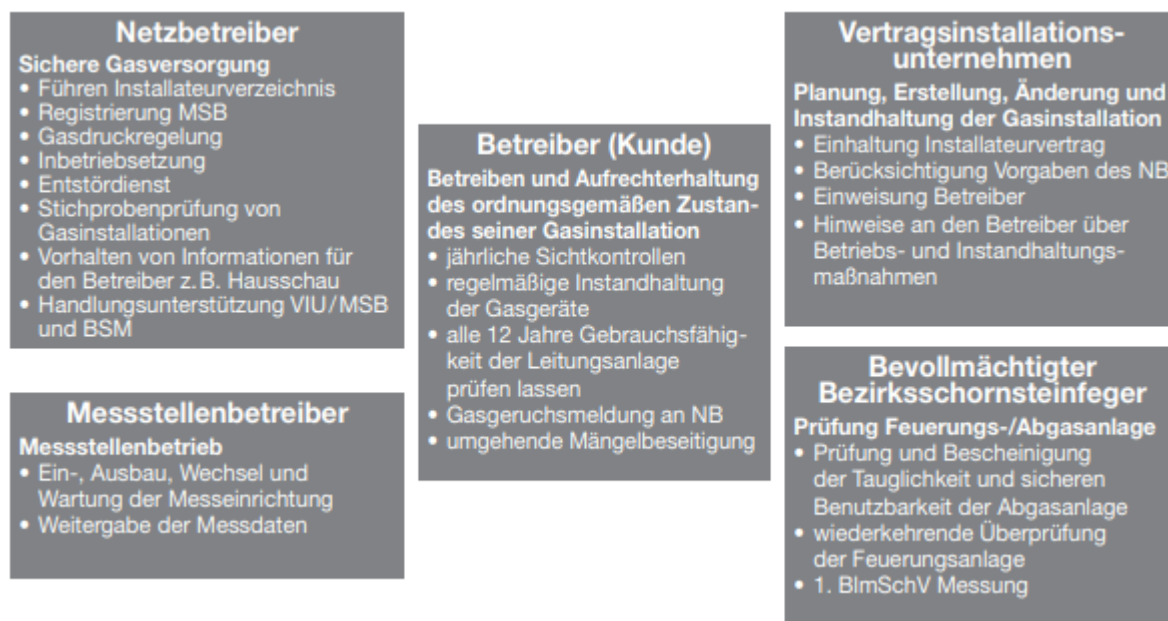 Netzbetreiber
Sichere Gasversorgung
• Führen Installateurverzeichnis
• Registrierung MSB
• Gasdruckregelung
• Inbetriebsetzung
• Entstördienst
• Stichprobenprüfung von
Gasinstallationen
• Vorhalten von Informationen für
den Betreiber z. B. Hausschau
• Handlungsunterstützung VIU/MSB
und BSM
Messstellenbetreiber
Messstellenbetrieb
• Ein-, Ausbau, Wechsel und
Wartung der Messeinrichtung
• Weitergabe der Messdaten
Betreiber (Kunde)
Betreiben und Aufrechterhaltung
des ordnungsgemäßen Zustan-
des seiner Gasinstallation
• jährliche Sichtkontrollen
• regelmäßige Instandhaltung
der Gasgeräte
• alle 12 Jahre Gebrauchsfähig-
keit der Leitungsanlage
prüfen lassen
• Gasgeruchsmeldung an NB
• umgehende Mängelbeseitigung
Vertragsinstallations-
unternehmen
Planung, Erstellung, Änderung und
Instandhaltung der Gasinstallation
• Einhaltung Installateurvertrag
• Berücksichtigung Vorgaben des NB
• Einweisung Betreiber
• Hinweise an den Betreiber über
Betriebs- und Instandhaltungs-
maßnahmen
Bevollmächtigter
Bezirksschornsteinfeger
Prüfung Feuerungs-/Abgasanlage
• Prüfung und Bescheinigung
der Tauglichkeit und sicheren
Benutzbarkeit der Abgasanlage
• wiederkehrende Überprüfung
der Feuerungsanlage
• 1. BImSchV Messung